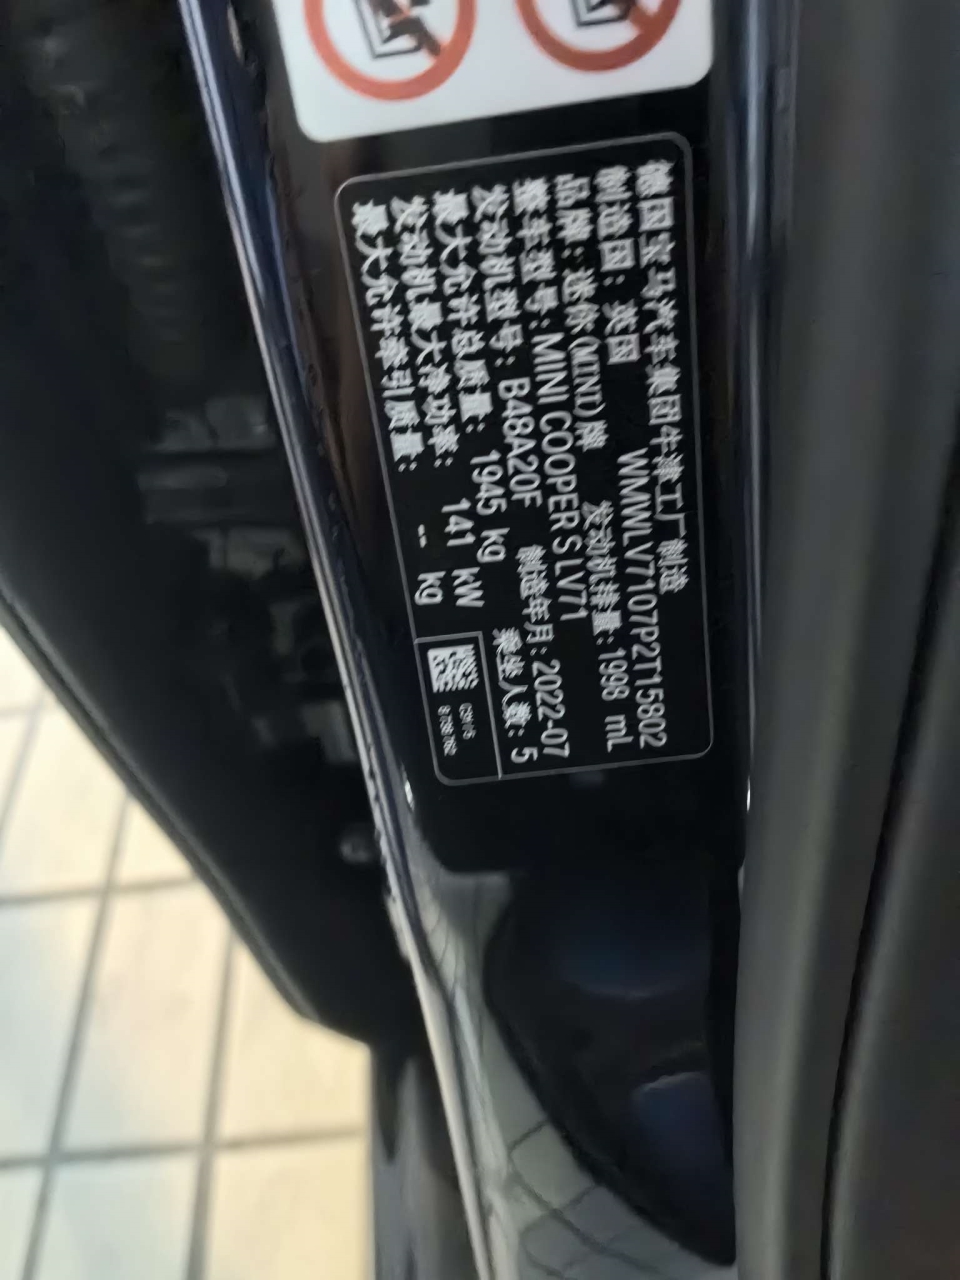 德国宝马汽车集团牛津工厂制造
制造国：英国 WMWLV7107P2T15802
品牌：迷你(MINI)牌 发动机排量：1998 mL
整车型号：MINI COOPER S LV71
发动机型号：B48A20F 制造年月：2022-07
最大允许总质量：1945 kg 乘坐人数：5
发动机最大净功率：141 kW
最大允许牵引质量：-- kg